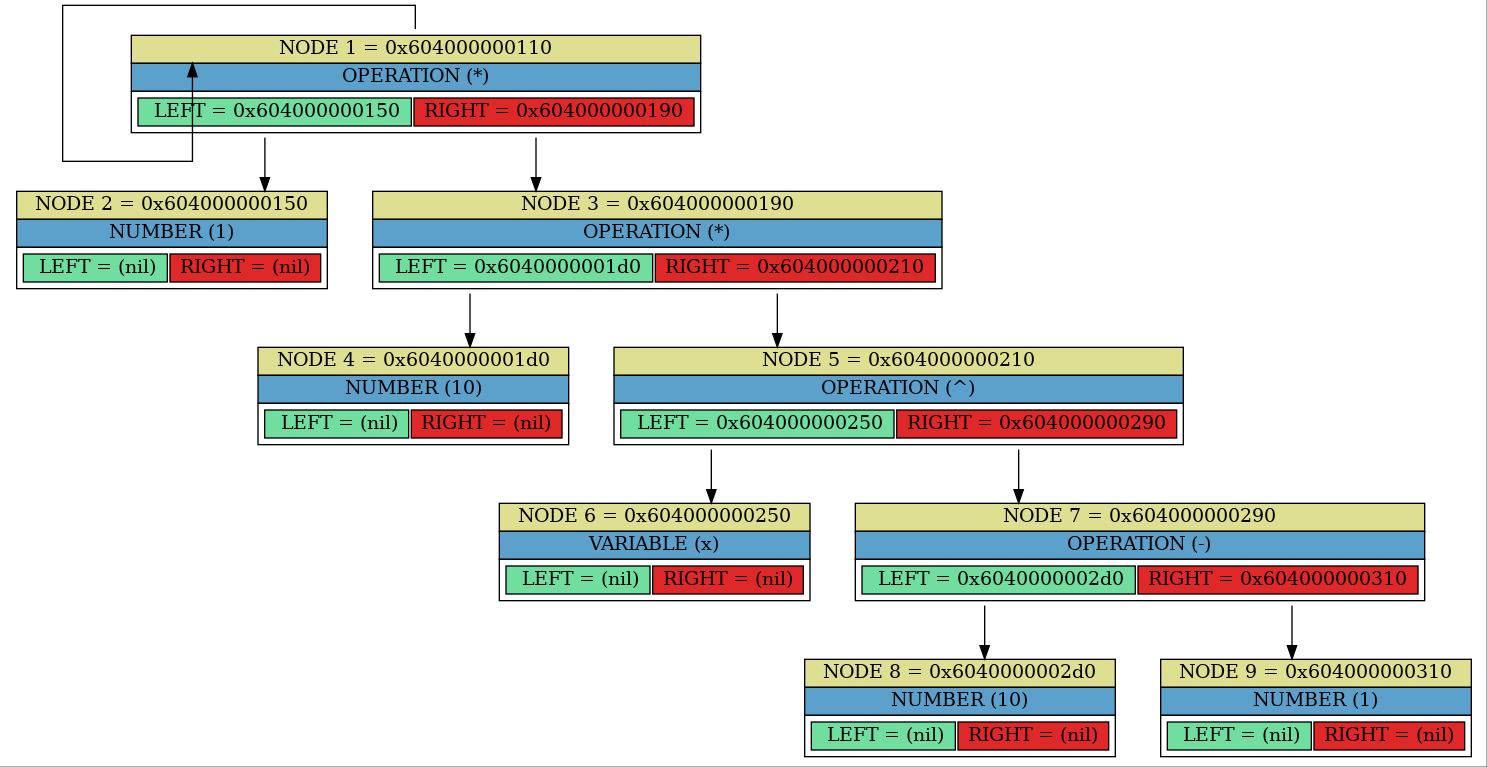 NODE 1 = 0x604000000110
OPERATION (*)
LEFT = 0x604000000150 RIGHT = 0x604000000190
NODE 2 = 0x604000000150 NODE 3 = 0x604000000190
NUMBER (1) OPERATION (*)
LEFT = (nil) RIGHT = (nil) LEFT = 0x6040000001d0 RIGHT = 0x604000000210
NODE 4 = 0x6040000001d0 NODE 5 = 0x604000000210
NUMBER (10) OPERATION (^)
LEFT = (nil) RIGHT = (nil) LEFT = 0x604000000250 RIGHT = 0x604000000290
NODE 6 = 0x604000000250 NODE 7 = 0x604000000290
VARIABLE (x) OPERATION (-)
LEFT = (nil) RIGHT = (nil) LEFT = 0x6040000002d0 RIGHT = 0x604000000310
NODE 8 = 0x6040000002d0 NODE 9 = 0x604000000310
NUMBER (10) NUMBER (1)
LEFT = (nil) RIGHT = (nil) LEFT = (nil) RIGHT = (nil)